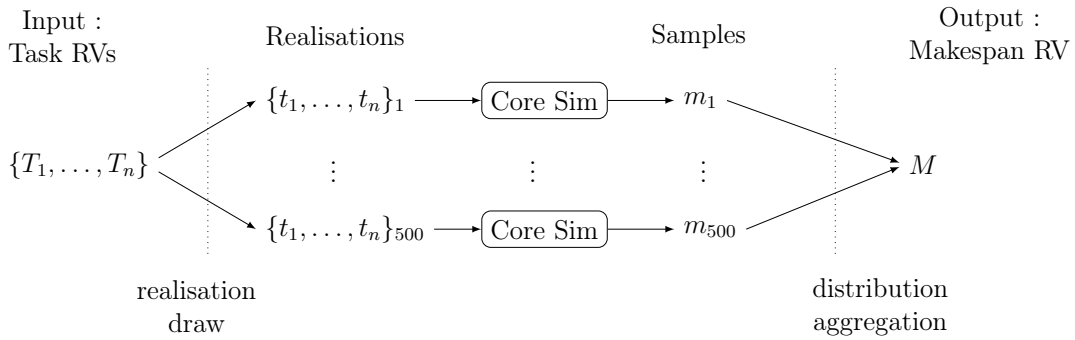 Input :
Task RVs
Realisations
Samples
Output :
Makespan RV
{t₁, . . . , tₙ}₁
Core Sim
m₁
{T₁, . . . , Tₙ}
⋮
⋮
⋮
M
{t₁, . . . , tₙ}₅₀₀
Core Sim
m₅₀₀
realisation
draw
distribution
aggregation